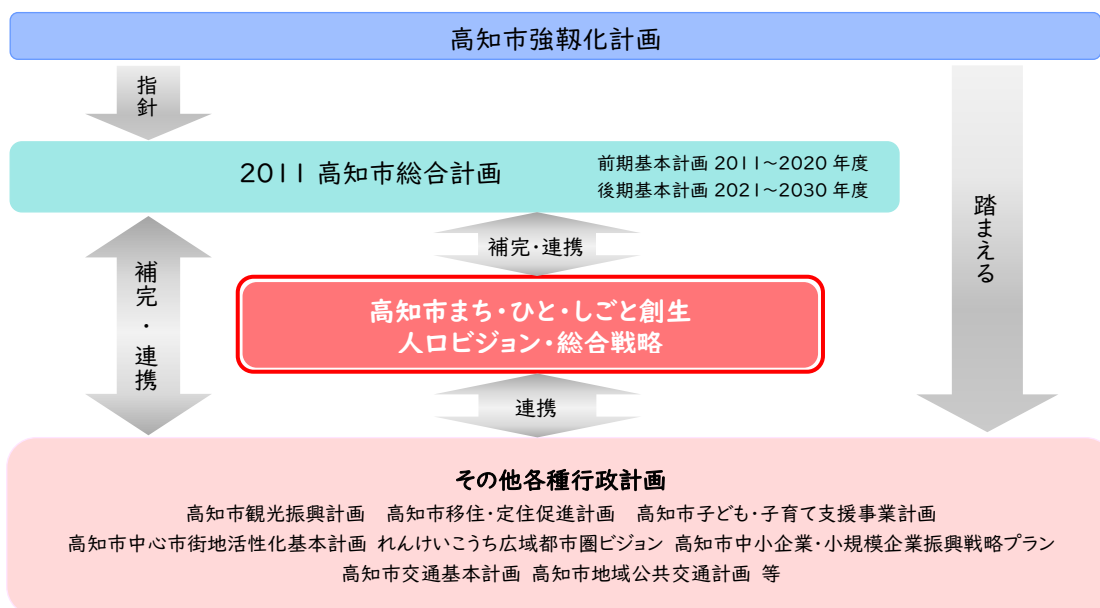 高知市強靱化計画
指針
2011 高知市総合計画
前期基本計画 2011～2020 年度
後期基本計画 2021～2030 年度
踏まえる
補完・連携
補完・連携
高知市まち・ひと・しごと創生
人口ビジョン・総合戦略
連携
その他各種行政計画
高知市観光振興計画 高知市移住・定住促進計画 高知市子ども・子育て支援事業計画
高知市中心市街地活性化基本計画 れんけいこうち広域都市圏ビジョン 高知市中小企業・小規模企業振興戦略プラン
高知市交通基本計画 高知市地域公共交通計画 等